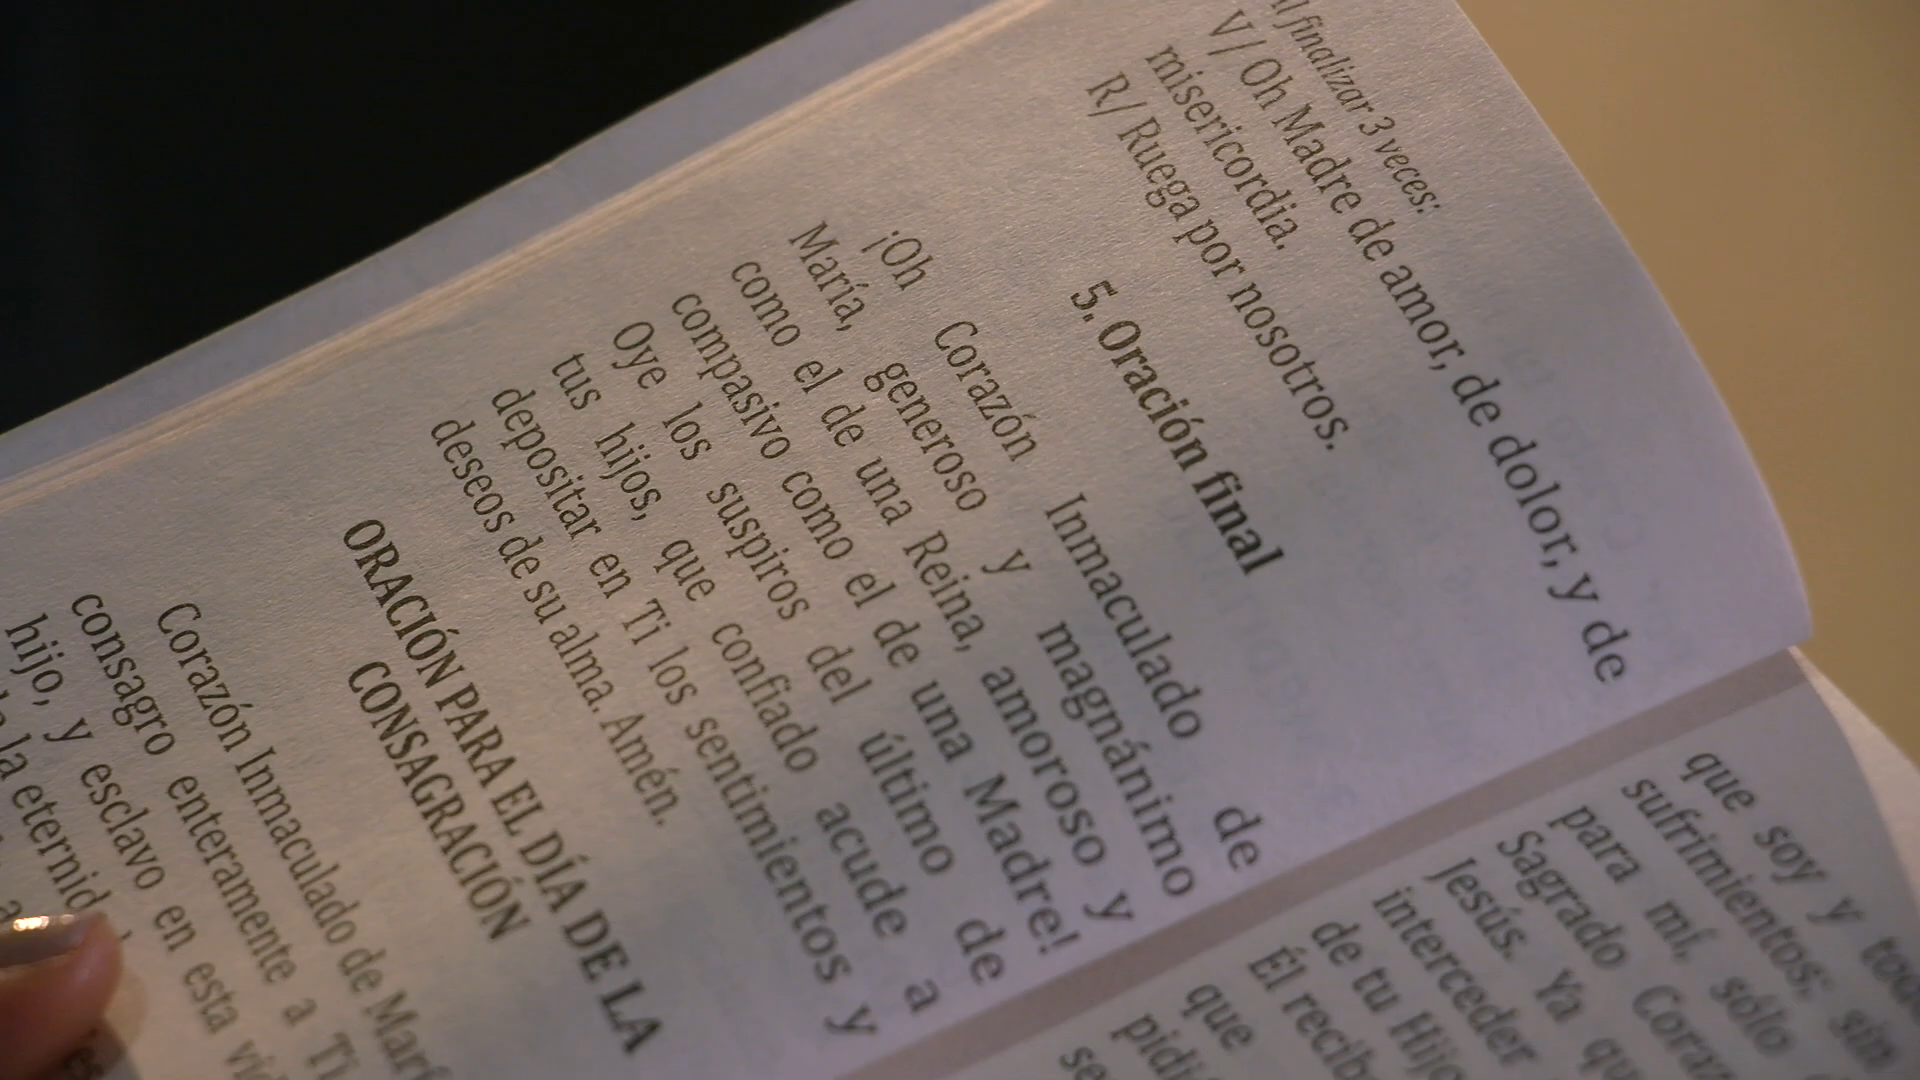 Al finalizar 3 veces:
V/ Oh Madre de amor, de dolor, y de
misericordia.
R/ Ruega por nosotros.
5. Oración final
¡Oh Corazón Inmaculado de
María, generoso y magnánimo
como el de una Reina, amoroso y
compasivo como el de una Madre!
Oye los suspiros del último de
tus hijos, que confiado acude a
depositar en Ti los sentimientos y
deseos de su alma. Amén.
ORACIÓN PARA EL DÍA DE LA
CONSAGRACIÓN
Corazón Inmaculado de
consagro enteramente a Ti
hijo, y esclavo en esta
la
que soy y
sufrimientos; sin
para mí, sólo
Sagrado
Jesús. Ya
interceder
de tu
Él
que